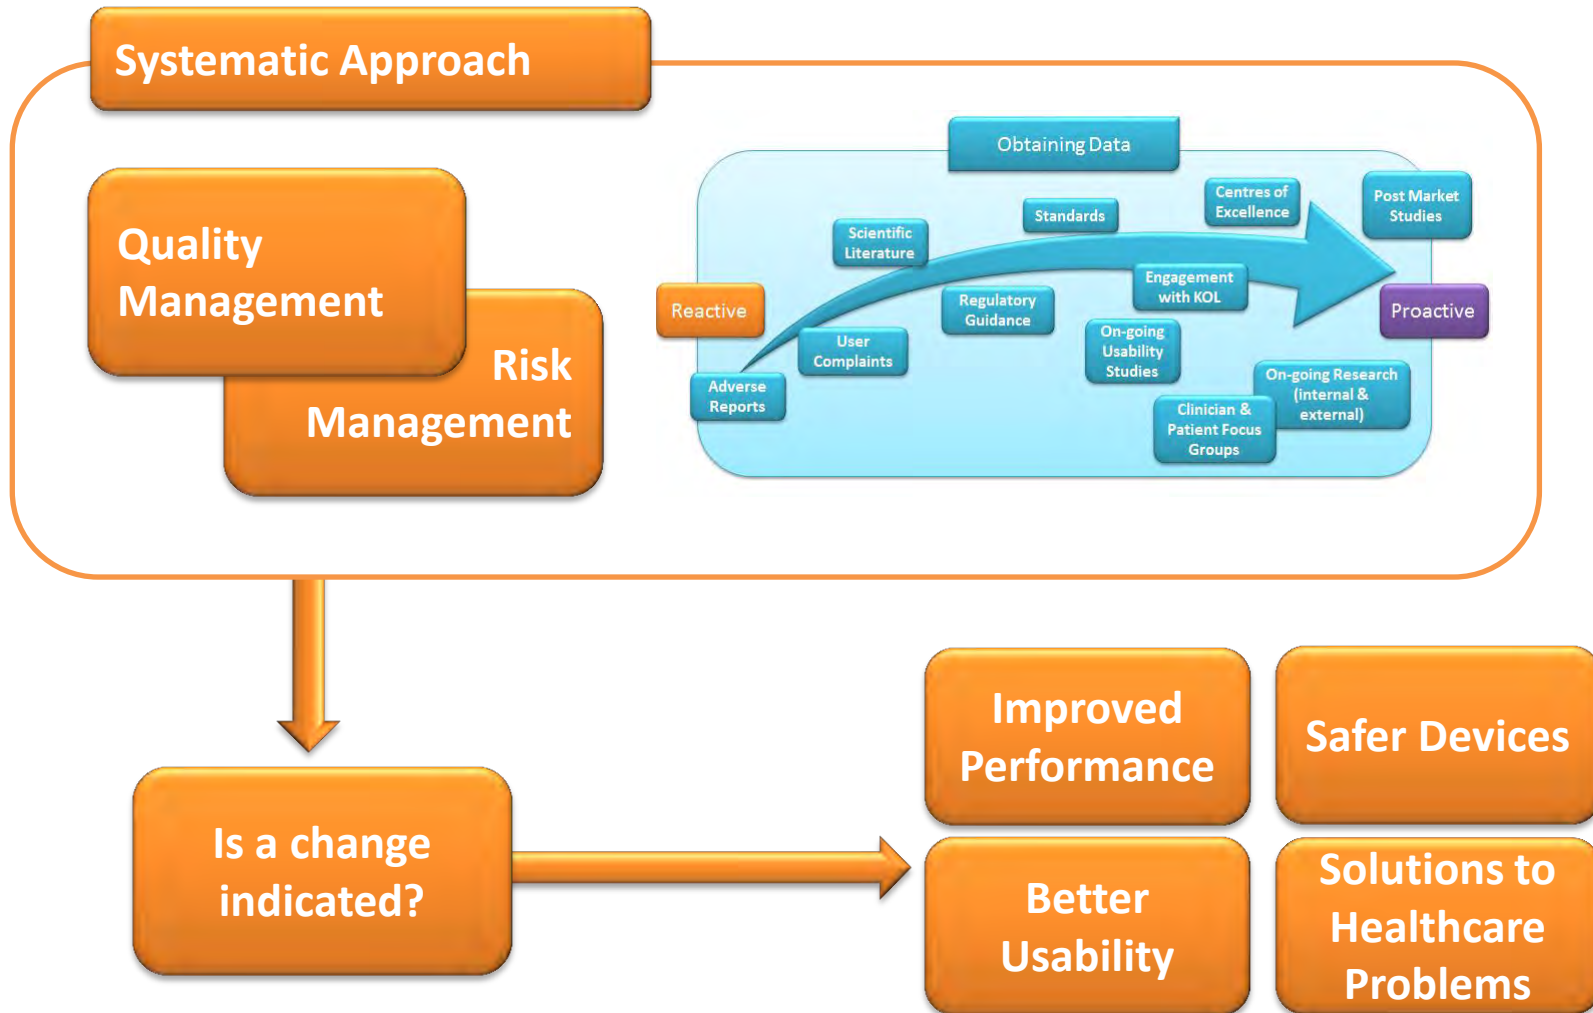 Systematic Approach
Quality
Management
Risk
Management
Obtaining Data
Reactive
Adverse
Reports
User
Complaints
Scientific
Literature
Regulatory
Guidance
Standards
On-going
Usability
Studies
Engagement
with KOL
Centres of
Excellence
Clinician &
Patient Focus
Groups
On-going Research
(internal &
external)
Post Market
Studies
Proactive
Is a change
indicated?
Improved
Performance
Safer Devices
Better
Usability
Solutions to
Healthcare
Problems